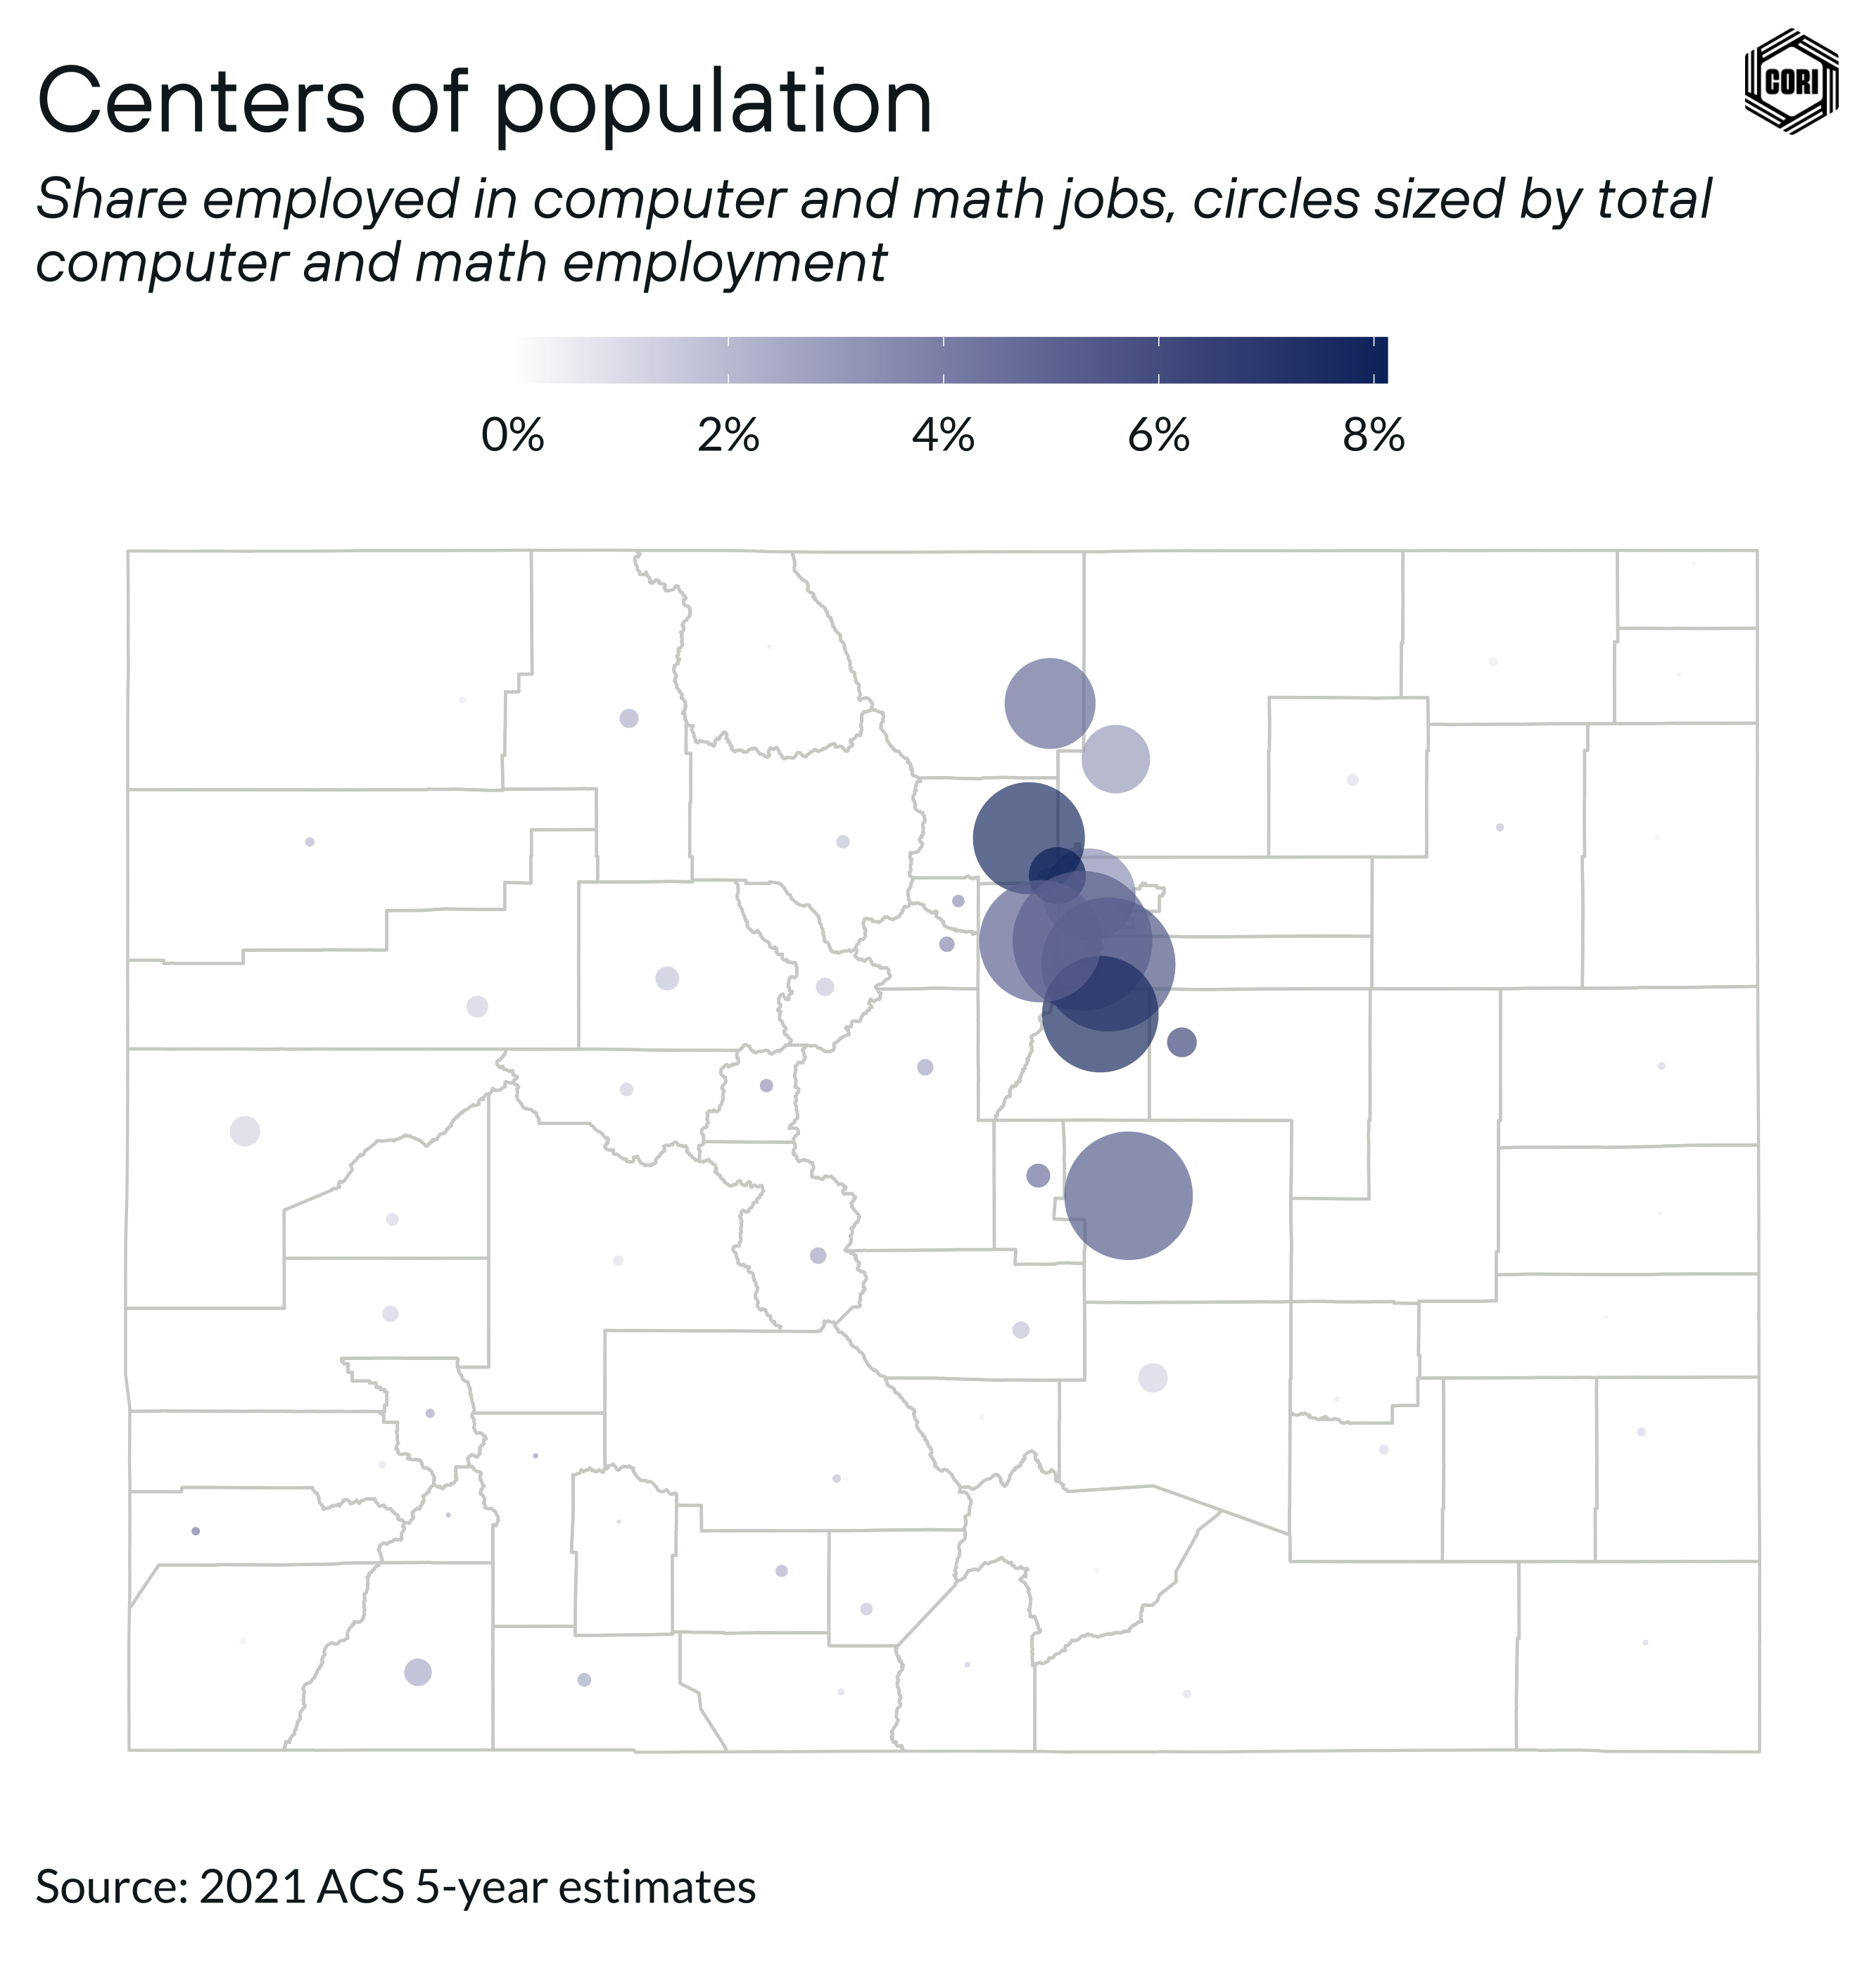 Centers of population
CORI
Share employed in computer and math jobs, circles sized by total
computer and math employment
0% 2% 4% 6% 8%
Source: 2021 ACS 5-year estimates